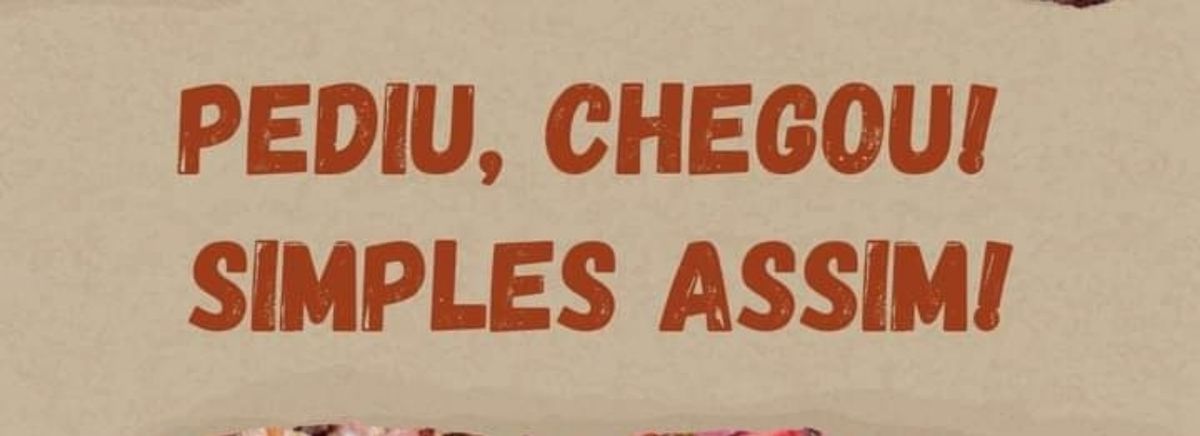 PEDIU, CHEGOU!
SIMPLES ASSIM!